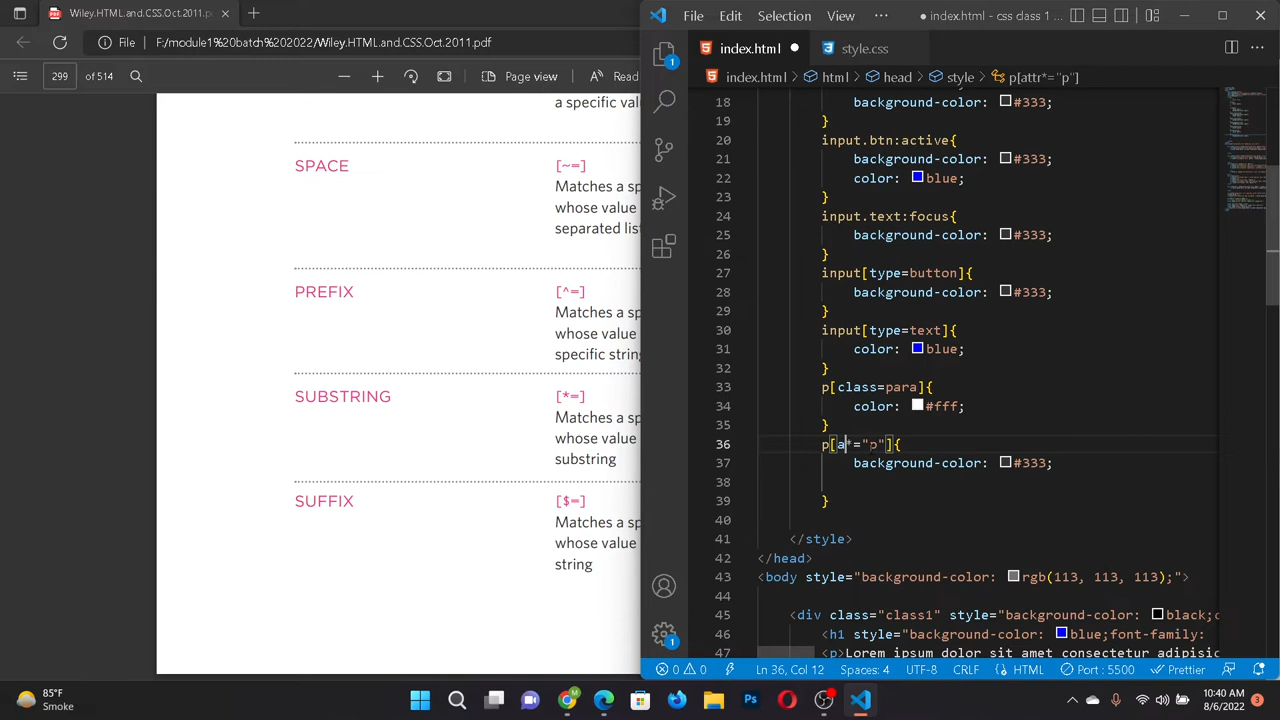 Wiley.HTML.and.CSS.Oct.2011.p
File
F:/module1%20batch%202022/Wiley.HTML.and.CSS.Oct.2011.pdf
299
of 514
Page view
Read
a specific val
SPACE
[~=]
Matches a sp
whose value
separated lis
PREFIX
[^=]
Matches a sp
whose value
specific string
SUBSTRING
[*=]
Matches a sp
whose value
substring
SUFFIX
[$=]
Matches a sp
whose value
string
File Edit Selection View ··· index.html - css class 1 ...
index.html
style.css
index.html > html > head > style > p[attr*="p"]
18 background-color: #333;
19 }
20 input.btn:active{
21 background-color: #333;
22 color: blue;
23 }
24 input.text:focus{
25 background-color: #333;
26 }
27 input[type=button]{
28 background-color: #333;
29 }
30 input[type=text]{
31 color: blue;
32 }
33 p[class=para]{
34 color: #fff;
35 }
36 p[a*="p"]{
37 background-color: #333;
38
39 }
40
41 </style>
42 </head>
43 <body style="background-color: rgb(113, 113, 113);">
44
45 <div class="class1" style="background-color: black;c
46 <h1 style="background-color: blue;font-family:
47 <p>Lorem ipsum dolor sit amet consectetur adipisic
1
1
0 0 Ln 36, Col 12 Spaces: 4 UTF-8 CRLF HTML Port : 5500 Prettier
85°F
Smoke
10:40 AM
8/6/2022
3